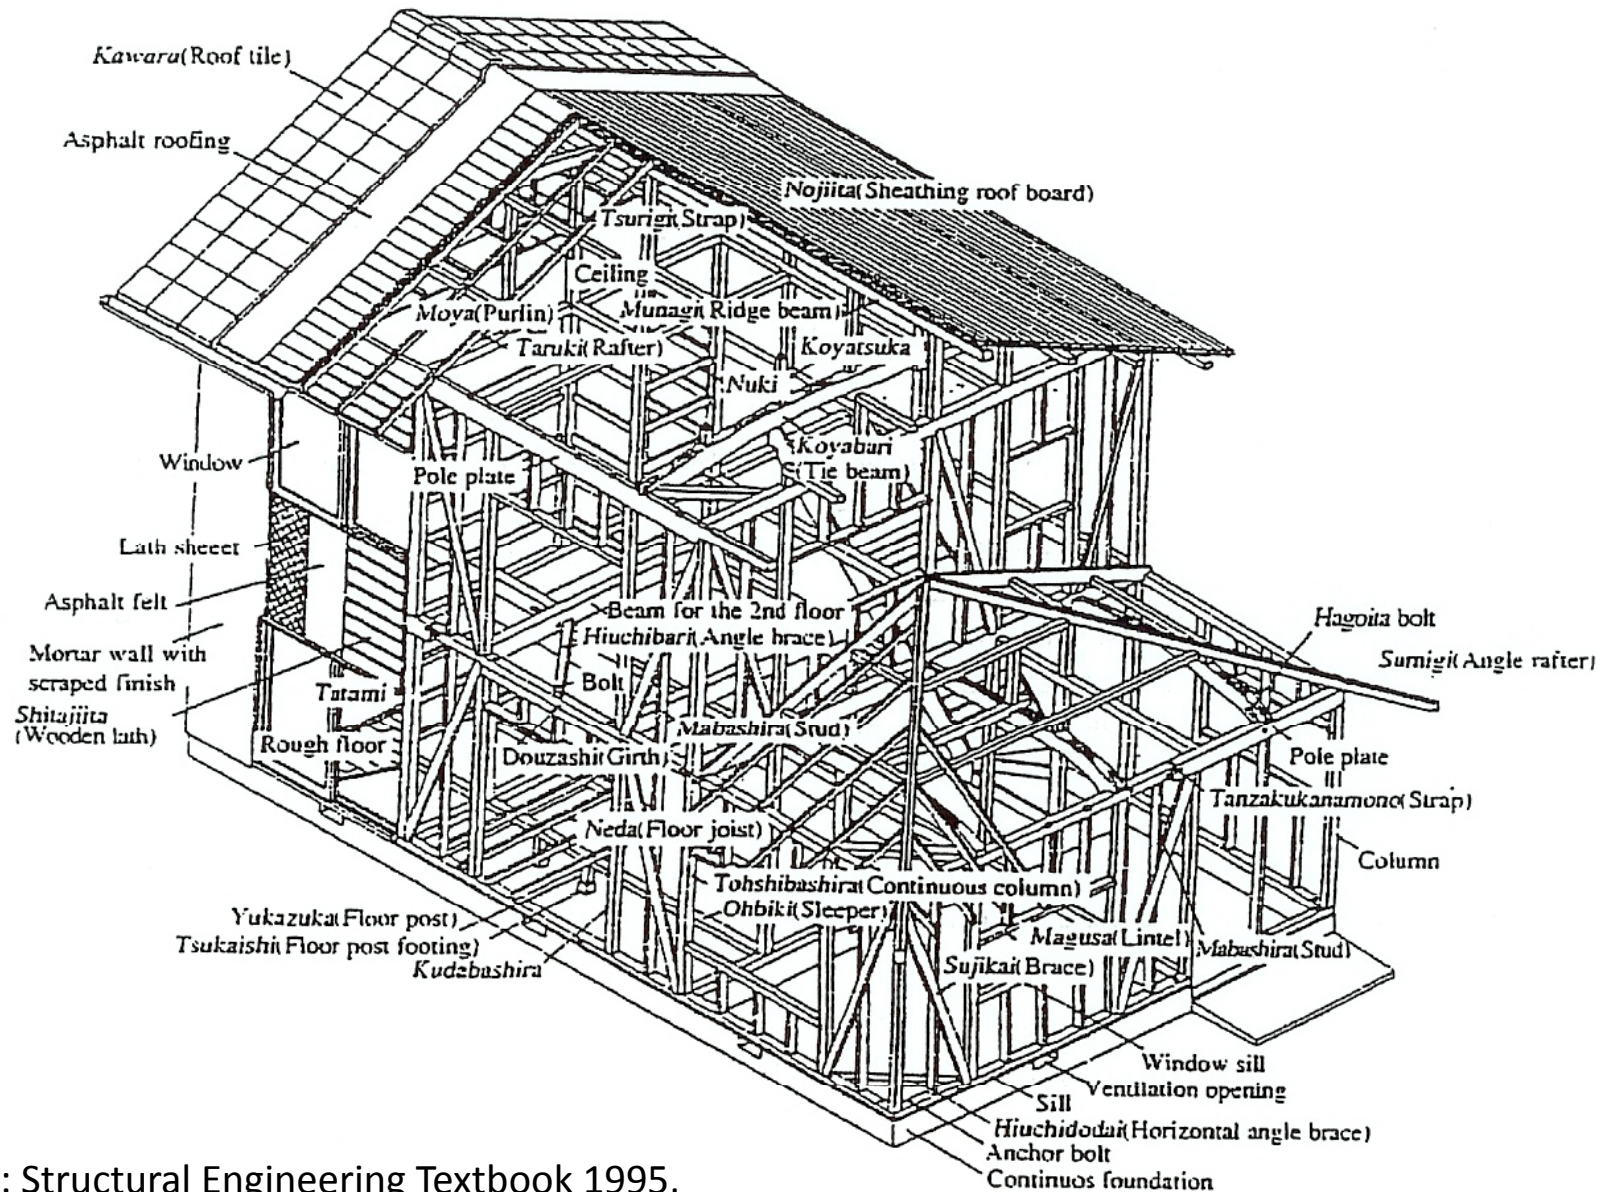 Kawara(Roof tile)
Asphalt roofing
Nojiita(Sheathing roof board)
Tsurigi(Strap)
Ceiling
Moya(Purlin)
Munagi(Ridge beam)
Taruki(Rafter)
Koyatsuka
Nuki
Koyabari
(Tie beam)
Window
Pole plate
Lath sheeet
Asphalt felt
Beam for the 2nd floor
Hiuchibari(Angle brace)
Hagoita bolt
Sumigi(Angle rafter)
Mortar wall with
scraped finish
Tatami
Bolt
Shitajiita
(Wooden lath)
Rough floor
Mabashira(Stud)
Douzashi(Girth)
Pole plate
Tanzakukanamono(Strap)
Neda(Floor joist)
Column
Tohshibashira(Continuous column)
Ohbiki(Sleeper)
Yukazuka(Floor post)
Tsukaishi(Floor post footing)
Kudabashira
Magusa(Lintel)
Mabashira(Stud)
Sujikai(Brace)
Window sill
Ventilation opening
Sill
Hiuchidodai(Horizontal angle brace)
Anchor bolt
Continuos foundation
: Structural Engineering Textbook 1995.